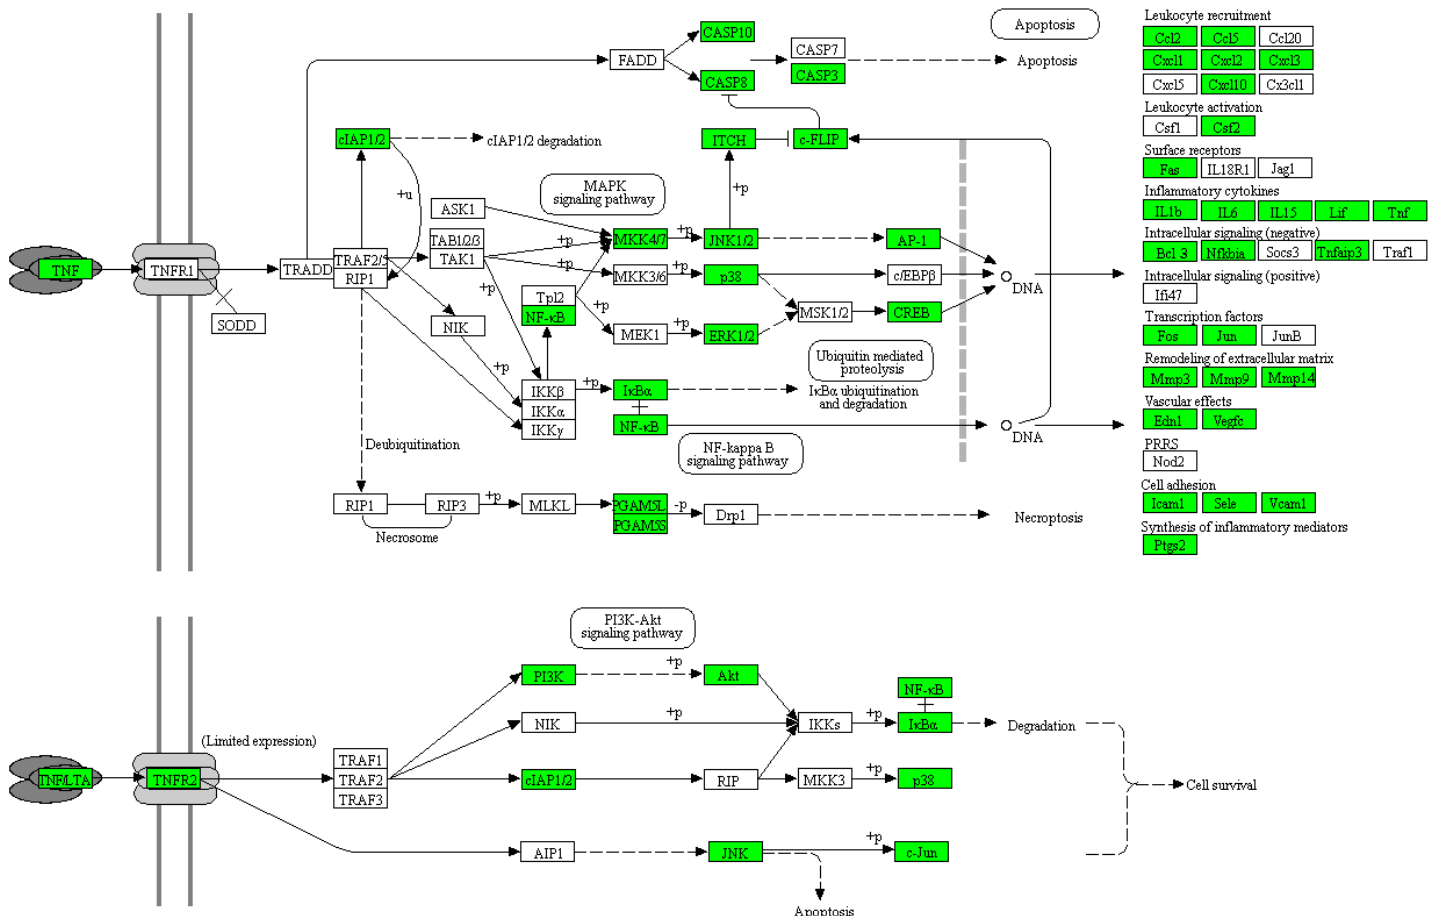 Apoptosis
CASP10
FADD
CASP7
CASP3
Apoptosis
CASP8
cIAP1/2
cIAP1/2 degradation
ITCH
c-FLIP
+u
MAPK
signaling pathway
+p
ASK1
TAB1/2/3
TAK1
+p
MKK4/7
+p
JNK1/2
AP-1
TNF
TNFR1
TRADD
TRAF2/5
RIP1
+p
MKK3/6
+p
p38
c/EBPβ
DNA
SODD
+p
Tpl2
NF-κB
+p
NIK
MEK1
+p
ERK1/2
MSK1/2
CREB
+p
Ubiquitin mediated
proteolysis
IKKβ
IKKα
IKKγ
+p
IκBα
IκBα ubiquitination
and degradation
NF-κB
DNA
Deubiquitination
NF-kappa B
signaling pathway
RIP1
RIP3
+p
MLKL
PGAM5L
PGAM5S
-p
Drp1
Necroptosis
Necrosome
Leukocyte recruitment
Ccl2 Ccl5 Ccl20
Cxcl1 Cxcl2 Cxcl3
Cxcl5 Cxcl10 Cx3cl1
Leukocyte activation
Csf1 Csf2
Surface receptors
Fas IL18R1 Jag1
Inflammatory cytokines
IL1b IL6 IL15 Lif Tnf
Intracellular signaling (negative)
Bcl 3 Nfkbia Socs3 Tnfaip3 Traf1
Intracellular signaling (positive)
Ifi47
Transcription factors
Fos Jun JunB
Remodeling of extracellular matrix
Mmp3 Mmp9 Mmp14
Vascular effects
Edn1 Vegfc
PRRS
Nod2
Cell adhesion
Icam1 Sele Vcam1
Synthesis of inflammatory mediators
Ptgs2
PI3K-Akt
signaling pathway
PI3K
+p
Akt
NF-κB
NIK
+p
IKKs
+p
IκBα
Degradation
(Limited expression)
TNF/LTA
TNFR2
TRAF1
TRAF2
TRAF3
cIAP1/2
RIP
MKK3
+p
p38
Cell survival
AIP1
JNK
+p
c-Jun
Apoptosis